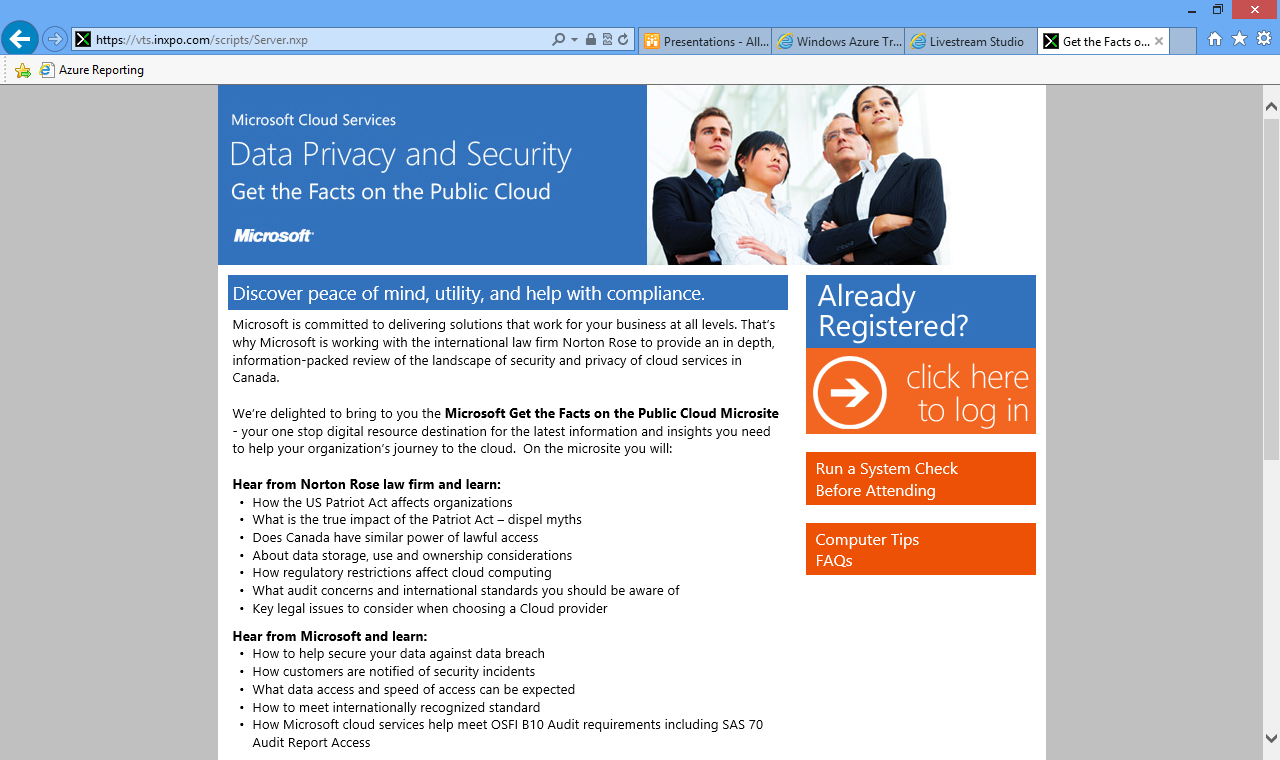 https://vts.inxpo.com/scripts/Server.nxp
Presentations - All...
Windows Azure Tr...
Livestream Studio
Get the Facts o...
Azure Reporting
Microsoft Cloud Services
Data Privacy and Security
Get the Facts on the Public Cloud
Microsoft
Discover peace of mind, utility, and help with compliance.
Microsoft is committed to delivering solutions that work for your business at all levels. That's
why Microsoft is working with the international law firm Norton Rose to provide an in depth,
information-packed review of the landscape of security and privacy of cloud services in
Canada.
We're delighted to bring to you the Microsoft Get the Facts on the Public Cloud Microsite
- your one stop digital resource destination for the latest information and insights you need
to help your organization's journey to the cloud.  On the microsite you will:
Hear from Norton Rose law firm and learn:
• How the US Patriot Act affects organizations
• What is the true impact of the Patriot Act – dispel myths
• Does Canada have similar power of lawful access
• About data storage, use and ownership considerations
• How regulatory restrictions affect cloud computing
• What audit concerns and international standards you should be aware of
• Key legal issues to consider when choosing a Cloud provider
Hear from Microsoft and learn:
• How to help secure your data against data breach
• How customers are notified of security incidents
• What data access and speed of access can be expected
• How to meet internationally recognized standard
• How Microsoft cloud services help meet OSFI B10 Audit requirements including SAS 70
Audit Report Access
Already
Registered?
click here
to log in
Run a System Check
Before Attending
Computer Tips
FAQs